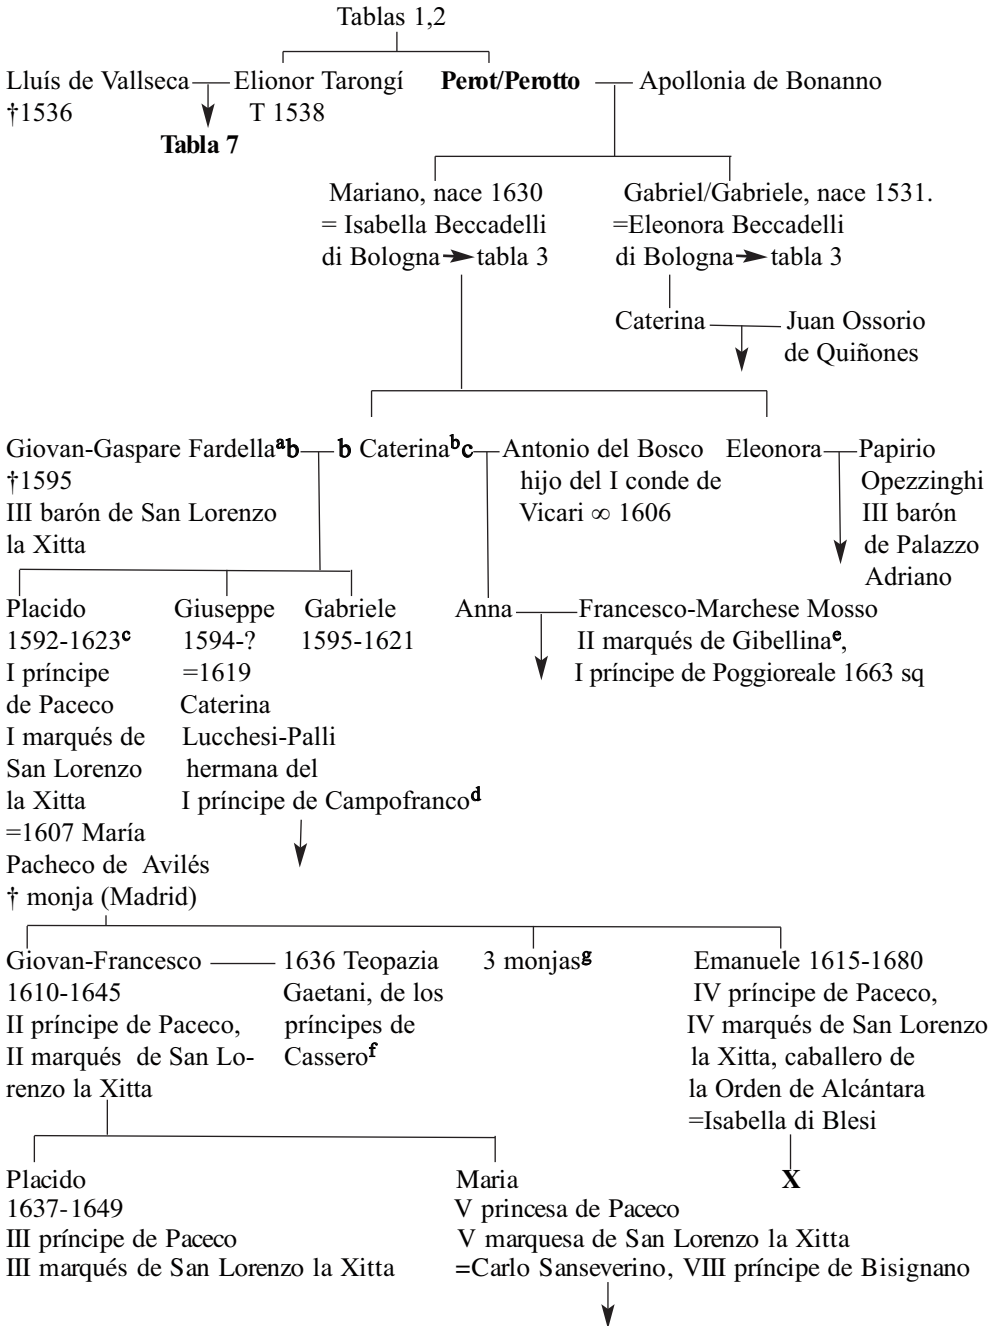 Tablas 1,2
Lluís de Vallseca
†1536
Elionor Tarongí
T 1538
Perot/Perotto
Apollonia de Bonanno
Tabla 7
Mariano, nace 1630
= Isabella Beccadelli
di Bologna tabla 3
Gabriel/Gabriele, nace 1531.
=Eleonora Beccadelli
di Bologna tabla 3
Caterina
Juan Ossorio
de Quiñones
Giovan-Gaspare Fardellaᵃb
†1595
III barón de San Lorenzo
la Xitta
b Caterinaᵇc
Antonio del Bosco
hijo del I conde de
Vicari ∞ 1606
Eleonora
Papirio
Opezzinghi
III barón
de Palazzo
Adriano
Placido
1592-1623ᶜ
I príncipe
de Paceco
I marqués de
San Lorenzo
la Xitta
=1607 María
Pacheco de Avilés
† monja (Madrid)
Giuseppe
1594-?
=1619
Caterina
Lucchesi-Palli
hermana del
I príncipe de Campofrancoᵈ
Gabriele
1595-1621
Anna
Francesco-Marchese Mosso
II marqués de Gibellinaᵉ,
I príncipe de Poggioreale 1663 sq
Giovan-Francesco
1610-1645
II príncipe de Paceco,
II marqués de San Lo-
renzo la Xitta
1636 Teopazia
Gaetani, de los
príncipes de
Casseroᶠ
3 monjasᵍ
Emanuele 1615-1680
IV príncipe de Paceco,
IV marqués de San Lorenzo
la Xitta, caballero de
la Orden de Alcántara
=Isabella di Blesi
Placido
1637-1649
III príncipe de Paceco
III marqués de San Lorenzo la Xitta
Maria
V princesa de Paceco
V marquesa de San Lorenzo la Xitta
=Carlo Sanseverino, VIII príncipe de Bisignano
X